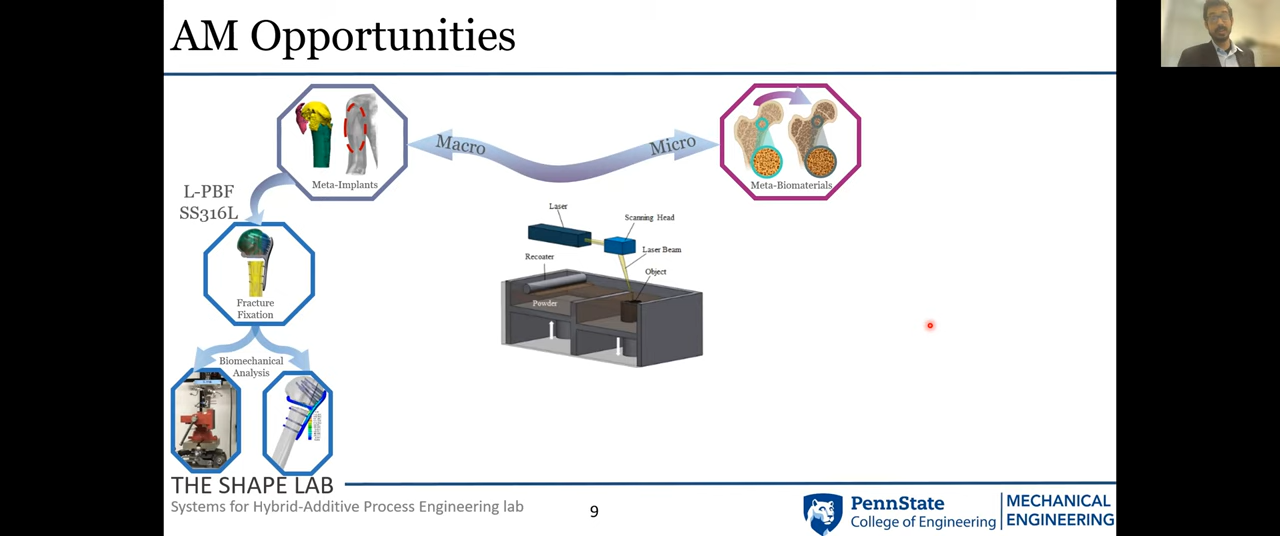 AM Opportunities
Macro
Micro
Meta-Implants
Meta-Biomaterials
L-PBF
SS316L
Laser
Scanning Head
Laser Beam
Recoater
Object
Powder
Fracture
Fixation
Biomechanical
Analysis
THE SHAPE LAB
Systems for Hybrid-Additive Process Engineering lab
9
PennState
College of Engineering
MECHANICAL
ENGINEERING